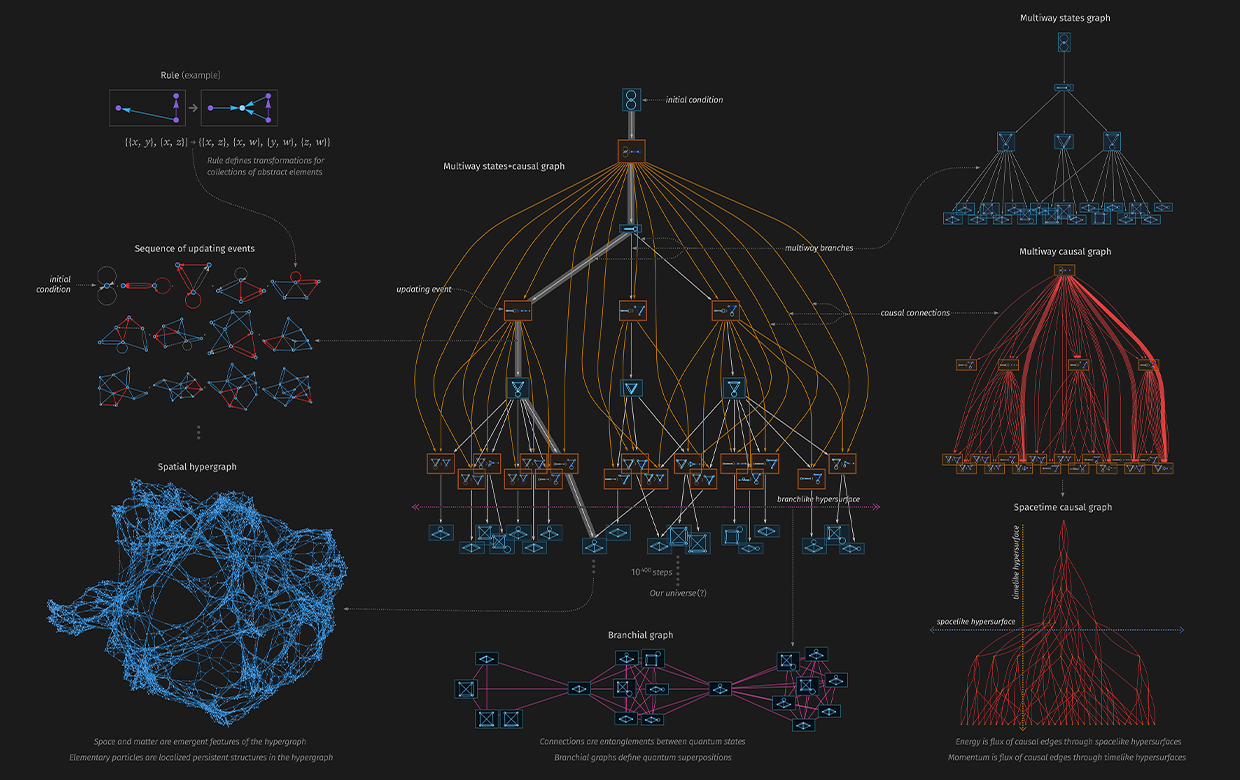 Rule (example]
{{x, y}, {x, z}} → {{x, z}, {x, w}, {y, w}, {z, w}}
Rule defines transformations for
collections of abstract elements
Sequence of updating events
initial
condition
Spatial hypergraph
Space and matter are emergent features of the hypergraph
Elementary particles are localized persistent structures in the hypergraph
initial condition
Multiway states+causal graph
multiway branches
updating event
causal connections
branchlike hypersurface
10^400 steps
Our universe(?)
Branchial graph
Connections are entanglements between quantum states
Branchial graphs define quantum superpositions
Multiway states graph
Multiway causal graph
Spacetime causal graph
timelike hypersurface
spacelike hypersurface
Energy is flux of causal edges through spacelike hypersurfaces
Momentum is flux of causal edges through timelike hypersurfaces